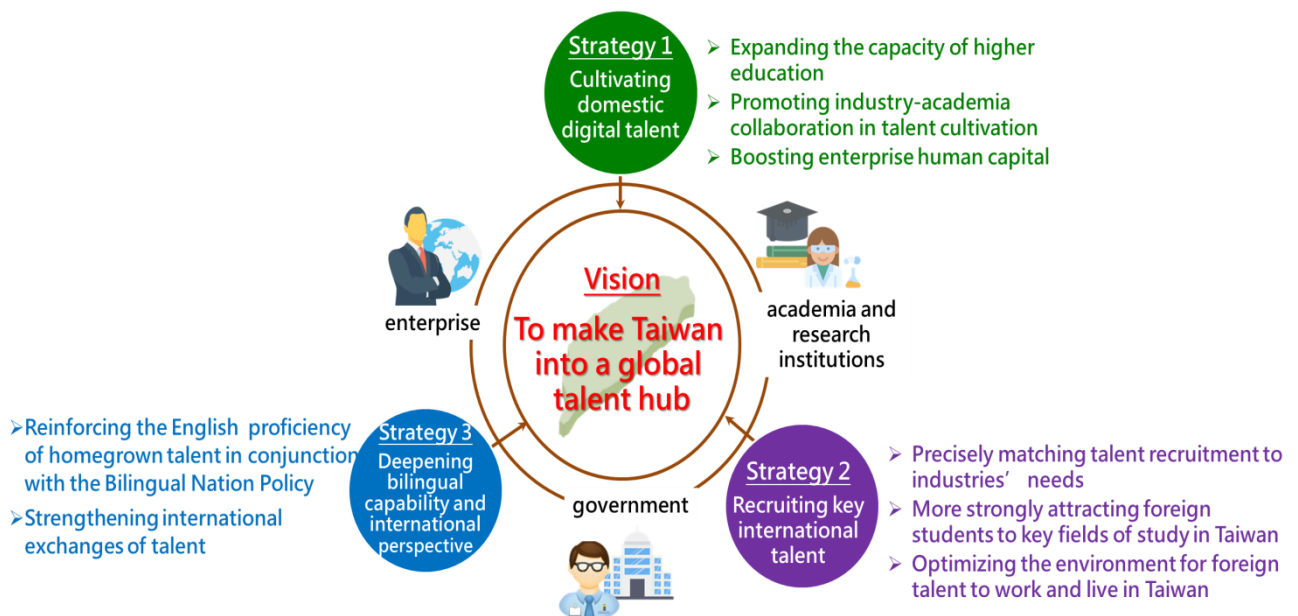 Strategy 1
Cultivating
domestic
digital talent
➢ Expanding the capacity of higher
education
➢ Promoting industry-academia
collaboration in talent cultivation
➢ Boosting enterprise human capital
enterprise
academia and
research
institutions
Vision
To make Taiwan
into a global
talent hub
➢Reinforcing the English proficiency
of homegrown talent in conjunction
with the Bilingual Nation Policy
➢Strengthening international
exchanges of talent
Strategy 3
Deepening
bilingual
capability and
international
perspective
government
Strategy 2
Recruiting key
international
talent
➢ Precisely matching talent recruitment to
industries’ needs
➢ More strongly attracting foreign
students to key fields of study in Taiwan
➢ Optimizing the environment for foreign
talent to work and live in Taiwan